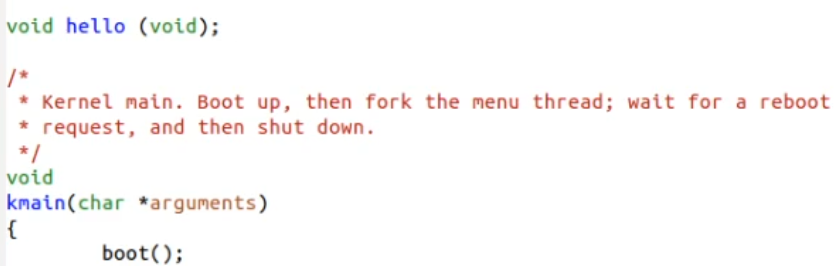 void hello (void);
/*
 * Kernel main. Boot up, then fork the menu thread; wait for a reboot
 * request, and then shut down.
 */
void
kmain(char *arguments)
{
        boot();